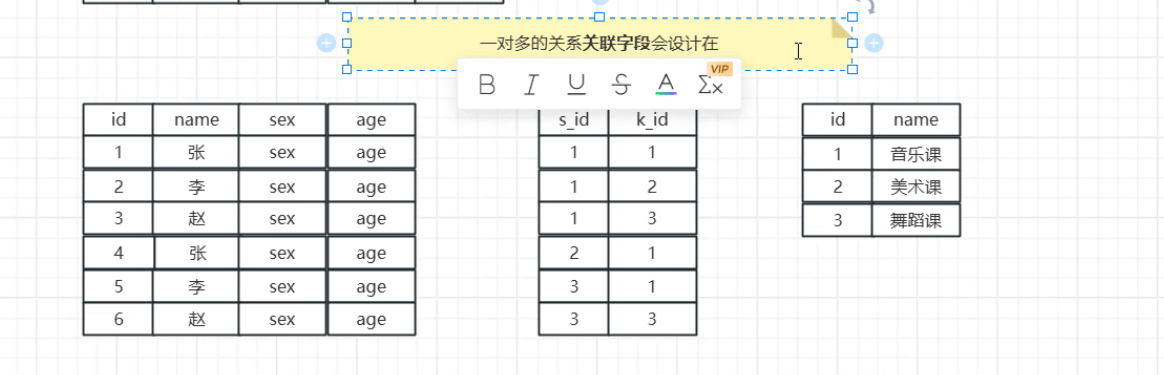 一对多的关系关联字段会设计在
B I U S A Σx VIP
id name sex age
1 张 sex age
2 李 sex age
3 赵 sex age
4 张 sex age
5 李 sex age
6 赵 sex age
s_id k_id
1 1
1 2
1 3
2 1
3 1
3 3
id name
1 音乐课
2 美术课
3 舞蹈课